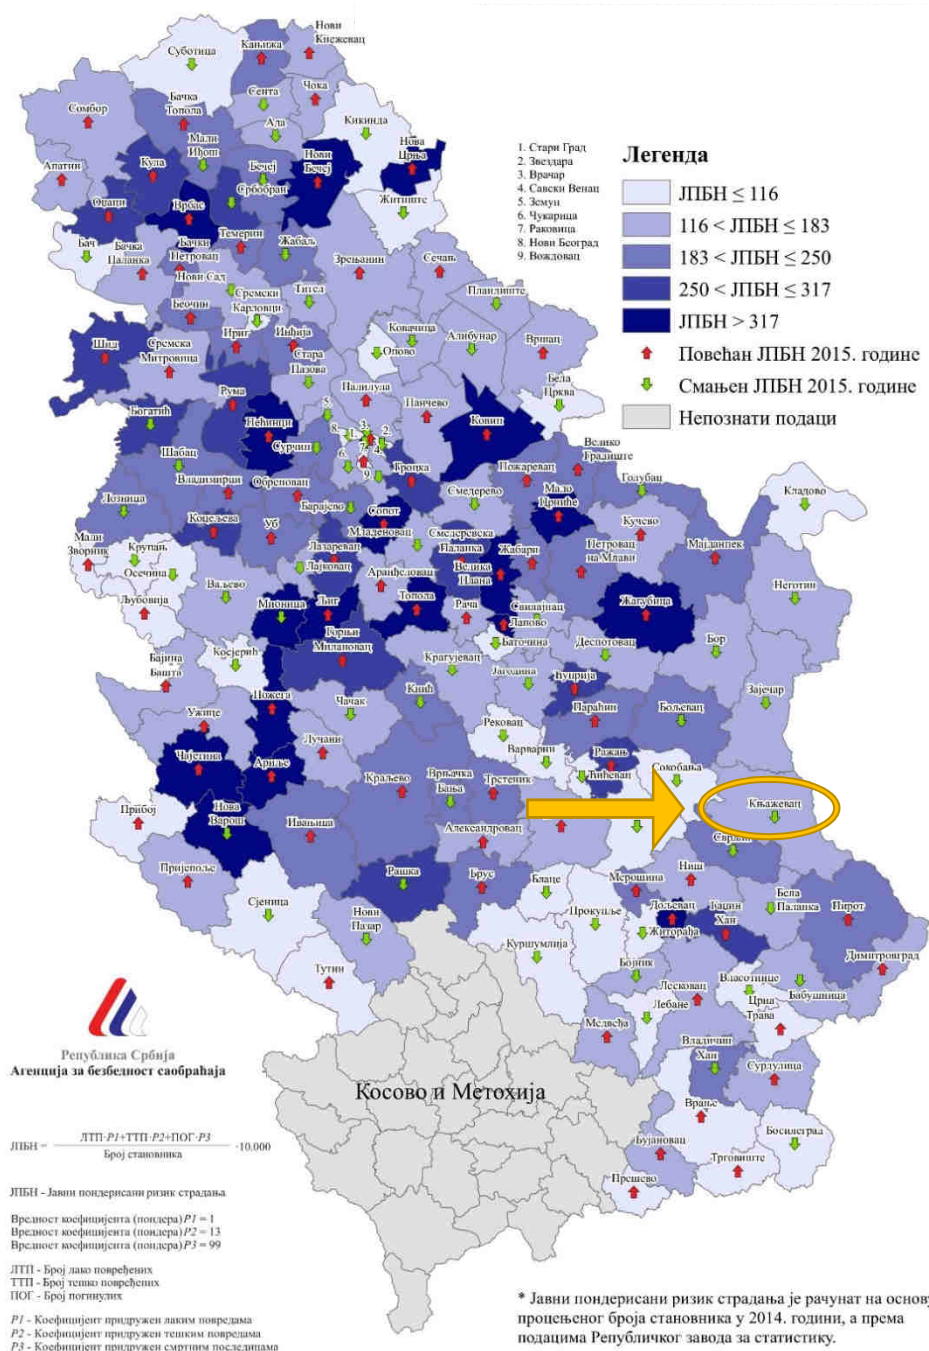 Нови
Кнежевац
Суботица
Кањижа
Сомбор
Бачка
Топола
Сента
Чока
Ада
Кикинда
Нова
Црња
Мали
Иђош
Апатин
Кула
Бечеј
Нови
Бечеј
Србобран
Оџаци
Врбас
Житиште
Бач
Бачка
Паланка
Бачки
Петровац
Темерин
Жабаљ
Зрењанин
Сечањ
Нови Сад
Тител
Пландиште
Беочин
Сремски
Карловци
Ириг
Инђија
Ковачица
Алибунар
Опово
Вршац
Шид
Сремска
Митровица
Стара
Пазова
Бела
Црква
Рума
Палилула
Панчево
Ковин
Богатић
Пећинци
Сурчин
5.
8.
1.
3.
2.
4.
7.
6.
9.
Шабац
Владимирци
Обреновац
Гроцка
Пожаревац
Велико
Градиште
Голубац
Кладово
Лозница
Барајево
Сопот
Смедерево
Мало
Црниће
Коцељева
Уб
Младеновац
Кучево
Мали
Зворник
Крупањ
Осечина
Лазаревац
Смедеревска
Паланка
Жабари
Петровац
на Млави
Мајданпек
Љубовија
Ваљево
Лајковац
Аранђеловац
Велика
Плана
Неготин
Мионица
Љиг
Топола
Рача
Свилајнац
Жагубица
Лапово
Баточина
Косјерић
Горњи
Милановац
Крагујевац
Деспотовац
Бор
Бајина
Башта
Јагодина
Зајечар
Пожега
Чачак
Кнић
Ћуприја
Ужице
Параћин
Бољевац
Рековац
Лучани
Чајетина
Ариље
Варварин
Ражањ
Ћићевац
Сокобања
Краљево
Врњачка
Бања
Трстеник
Књажевац
Прибој
Нова
Варош
Ивањица
Александровац
Сврљиг
Пријепоље
Рашка
Брус
Блаце
Мерошина
Ниш
Бела
Паланка
Пирот
Сјеница
Нови
Пазар
Прокупље
Дољевац
Гаџин
Хан
Житорађа
Куршумлија
Тутин
Бојник
Власотинце
Димитровград
Лесковац
Бабушница
Лебане
Црна
Трава
Медвеђа
Владичин
Хан
Сурдулица
Врање
Босилеград
Бујановац
Трговиште
Прешево
Косово и Метохија
1. Стари Град
2. Звездара
3. Врачар
4. Савски Венац
5. Земун
6. Чукарица
7. Раковица
8. Нови Београд
9. Вождовац
Легенда
ЈПБН ≤ 116
116 < ЈПБН ≤ 183
183 < ЈПБН ≤ 250
250 < ЈПБН ≤ 317
ЈПБН > 317
Повећан ЈПБН 2015. године
Смањен ЈПБН 2015. године
Непознати подаци
Република Србија
Агенција за безбедност саобраћаја
ЈПБН = ЛТП·P1+ТТП·P2+ПОГ·P3 ·10.000
Број становника
ЈПБН - Јавни пондерисани ризик страдања
Вредност коефицијента (пондера) P1 = 1
Вредност коефицијента (пондера) P2 = 13
Вредност коефицијента (пондера) P3 = 99
ЛТП - Број лако повређених
ТТП - Број тешко повређених
ПОГ - Број погинулих
P1 - Коефицијент придружен лаким повредама
P2 - Коефицијент придружен тешким повредама
P3 - Коефицијент придружен смртним последицама
* Јавни пондерисани ризик страдања је рачунат на основу
процењеног броја становника у 2014. години, а према
подацима Републичког завода за статистику.